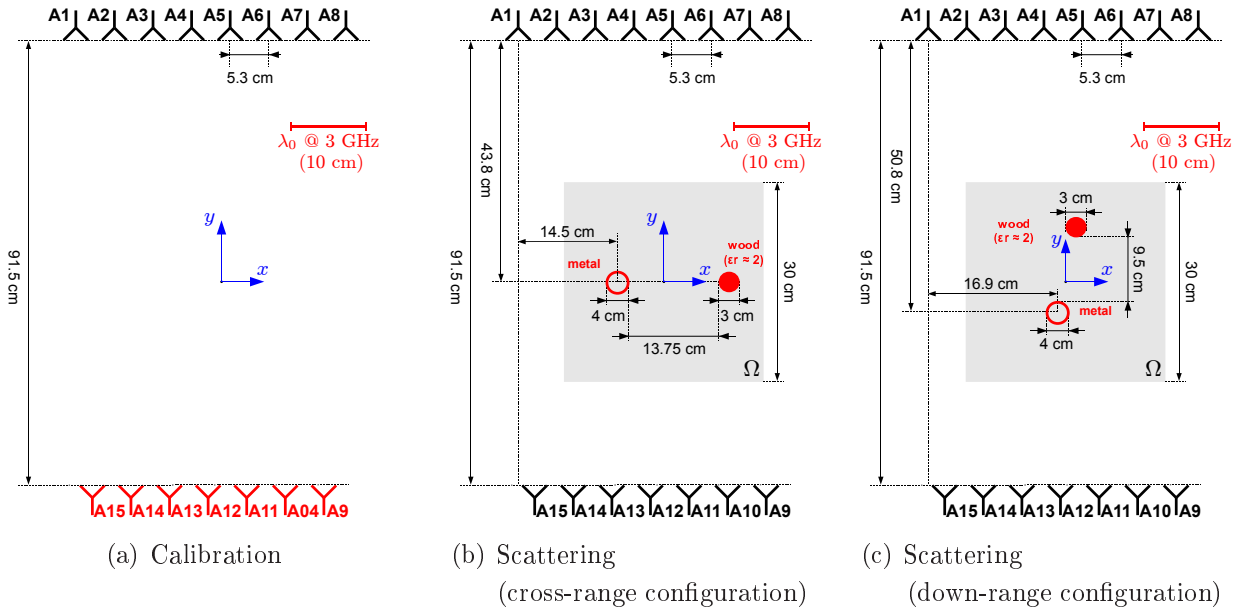 A1 A2 A3 A4 A5 A6 A7 A8
5.3 cm
λ0 @ 3 GHz
(10 cm)
91.5 cm
y
x
A15 A14 A13 A12 A11 A04 A9
(a) Calibration
A1 A2 A3 A4 A5 A6 A7 A8
5.3 cm
λ0 @ 3 GHz
(10 cm)
43.8 cm
91.5 cm
14.5 cm
y
wood
(εr ≈ 2)
metal
x
30 cm
4 cm
3 cm
13.75 cm
Ω
A15 A14 A13 A12 A11 A10 A9
(b) Scattering
(cross-range configuration)
A1 A2 A3 A4 A5 A6 A7 A8
5.3 cm
λ0 @ 3 GHz
(10 cm)
50.8 cm
91.5 cm
3 cm
wood
(εr ≈ 2)
y
x
9.5 cm
30 cm
16.9 cm
metal
4 cm
Ω
A15 A14 A13 A12 A11 A10 A9
(c) Scattering
(down-range configuration)